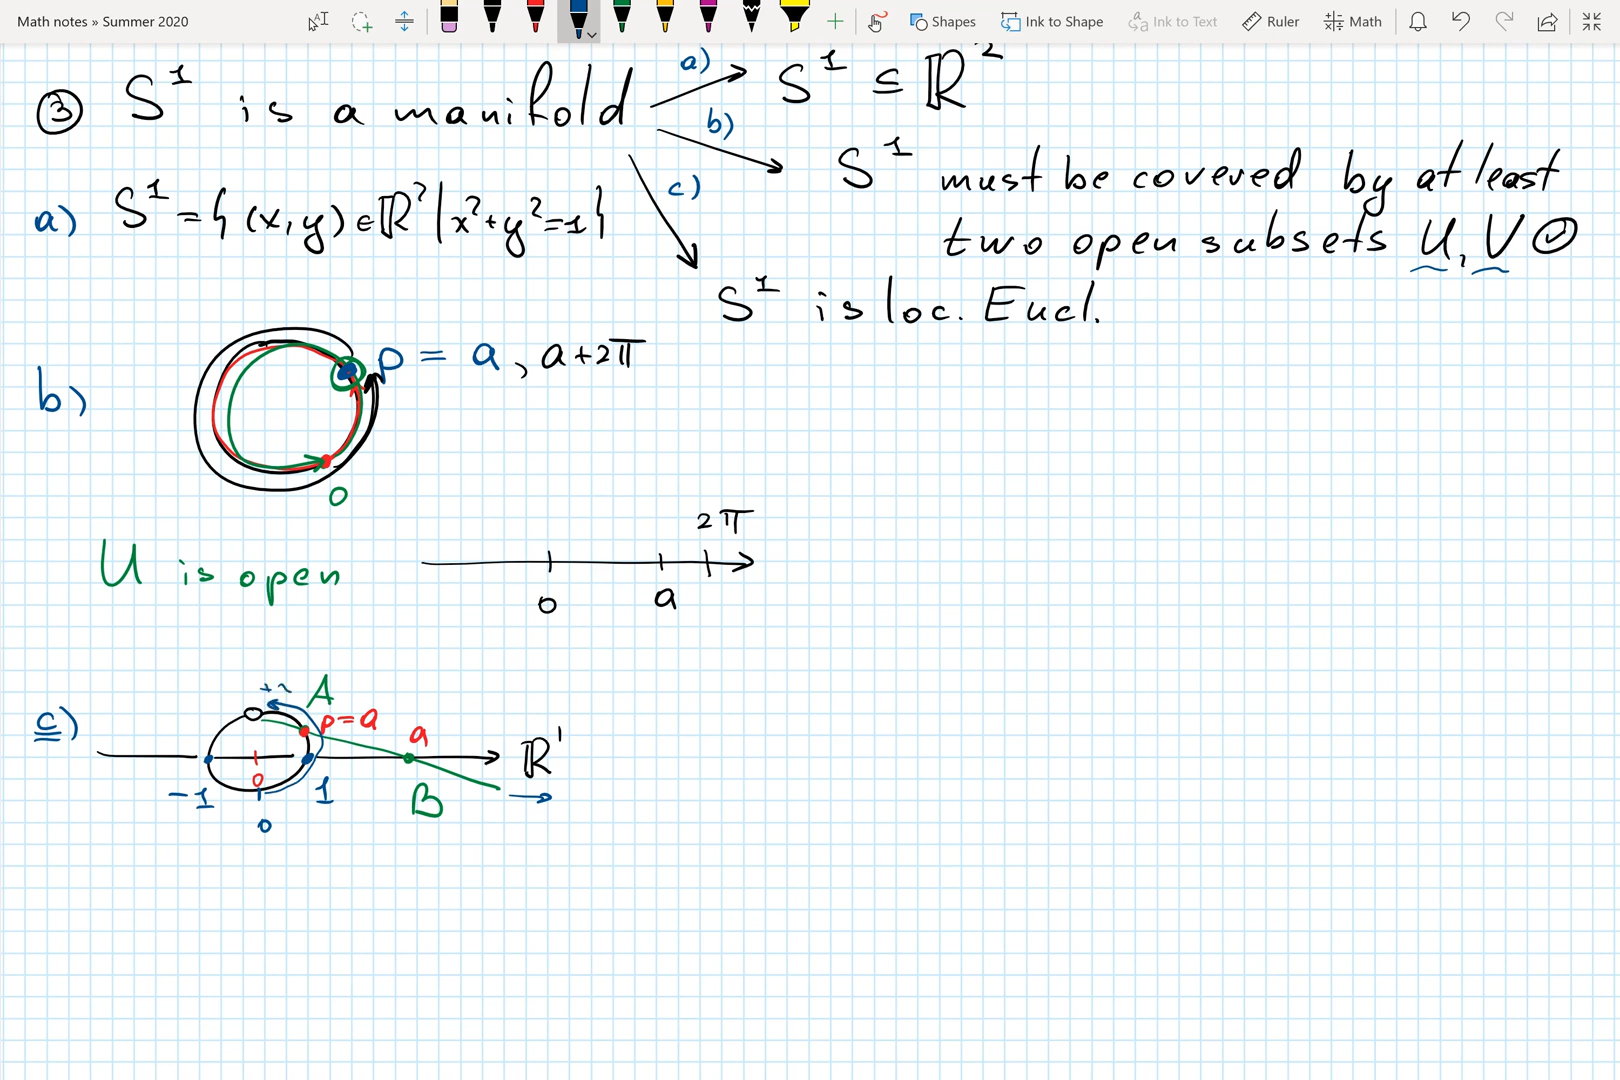 Math notes » Summer 2020
Shapes
Ink to Shape
Ink to Text
Ruler
Math
③ S¹ is a manifold
a) S¹ ⊆ ℝ²
b) S¹ must be covered by at least
two open subsets U, V
c) S¹ is loc. Eucl.
a) S¹ = { (x, y) ∈ ℝ² | x² + y² = 1 }
b) p = a, a + 2π
0
U is open
2π
0 a
c) A
p = a a
ℝ¹
0
-1 1 B
0